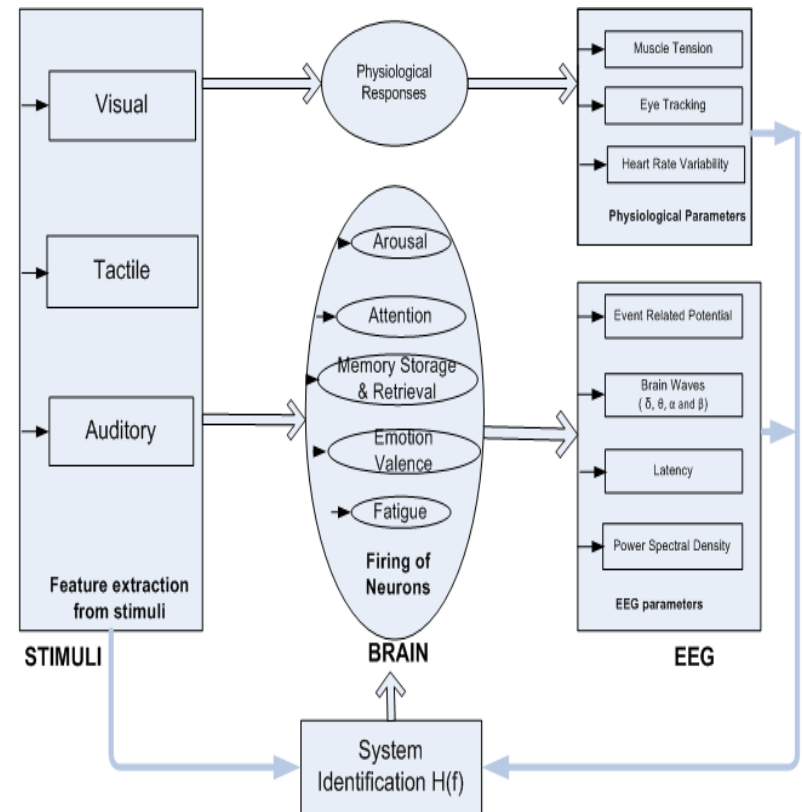 Visual
Tactile
Auditory
Feature extraction
from stimuli
STIMULI
Physiological
Responses
Arousal
Attention
Memory Storage
& Retrieval
Emotion
Valence
Fatigue
Firing of
Neurons
BRAIN
Muscle Tension
Eye Tracking
Heart Rate Variability
Physiological Parameters
Event Related Potential
Brain Waves
( δ, θ, α and β)
Latency
Power Spectral Density
EEG parameters
EEG
System
Identification H(f)